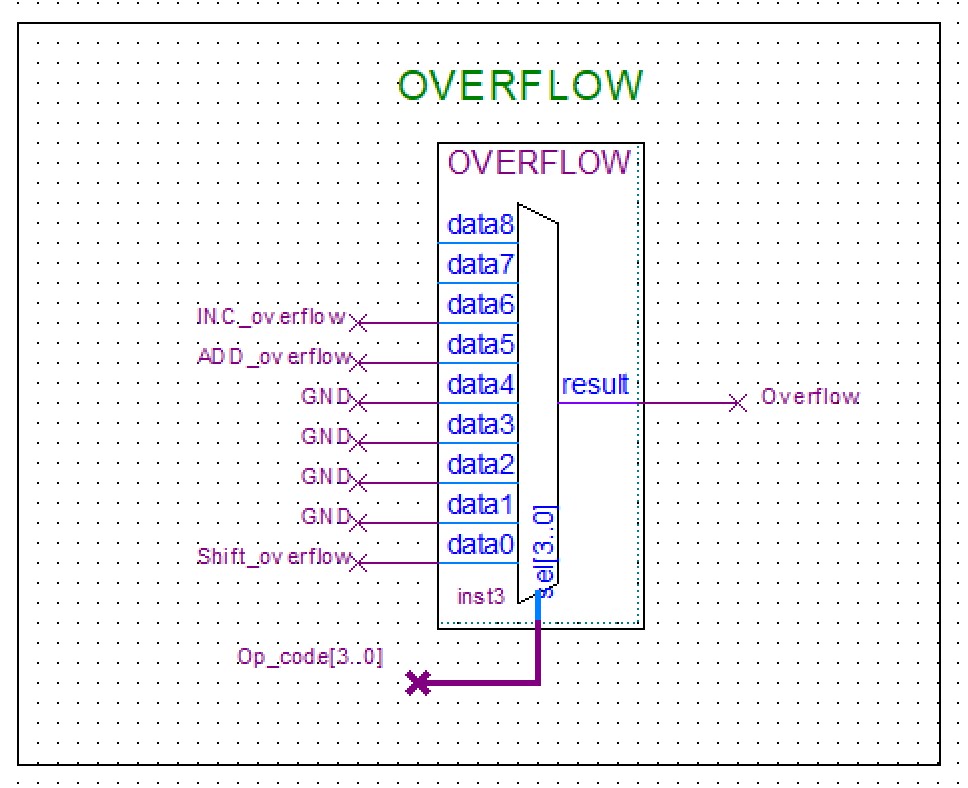 OVERFLOW
OVERFLOW
data8
data7
INC_overflow data6
ADD_overflow data5
GND data4 result Overflow
GND data3
GND data2
GND data1
Shift_overflow data0
sel[3..0]
inst3
Op_code[3..0]